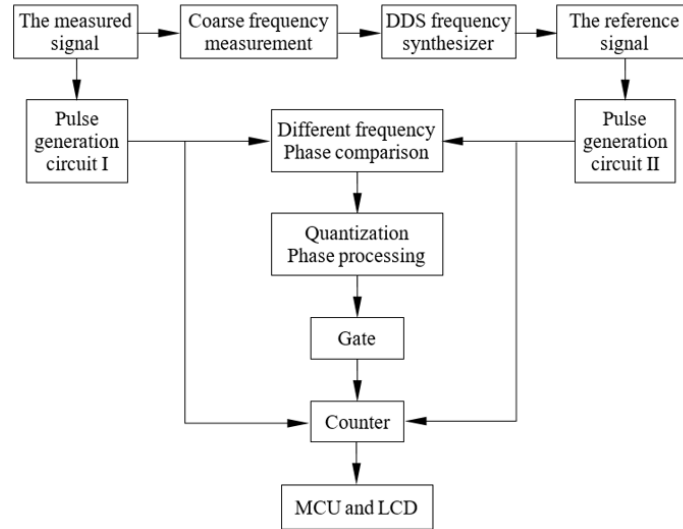 The measured
signal
Coarse frequency
measurement
DDS frequency
synthesizer
The reference
signal
Pulse
generation
circuit I
Different frequency
Phase comparison
Pulse
generation
circuit II
Quantization
Phase processing
Gate
Counter
MCU and LCD